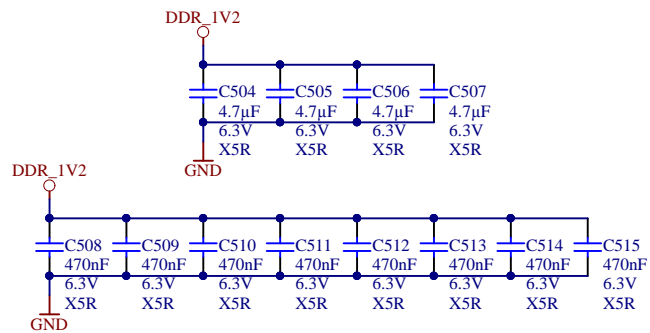 DDR_1V2
C504 C505 C506 C507
4.7µF 4.7µF 4.7µF 4.7µF
6.3V 6.3V 6.3V 6.3V
X5R X5R X5R X5R
GND
DDR_1V2
C508 C509 C510 C511 C512 C513 C514 C515
470nF 470nF 470nF 470nF 470nF 470nF 470nF 470nF
6.3V 6.3V 6.3V 6.3V 6.3V 6.3V 6.3V 6.3V
X5R X5R X5R X5R X5R X5R X5R X5R
GND